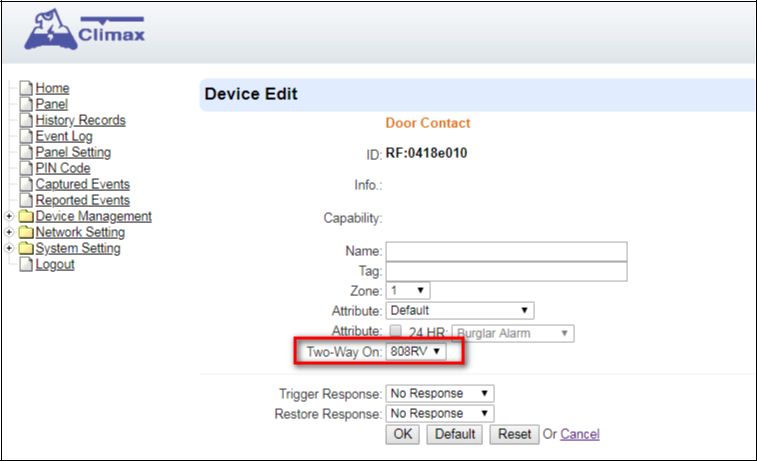 Climax
Home
Panel
History Records
Event Log
Panel Setting
PIN Code
Captured Events
Reported Events
Device Management
Network Setting
System Setting
Logout
Device Edit
Door Contact
ID: RF:0418e010
Info.:
Capability:
Name:
Tag:
Zone: 1
Attribute: Default
Attribute: 24 HR: Burglar Alarm
Two-Way On: 808RV
Trigger Response: No Response
Restore Response: No Response
OK Default Reset Or Cancel